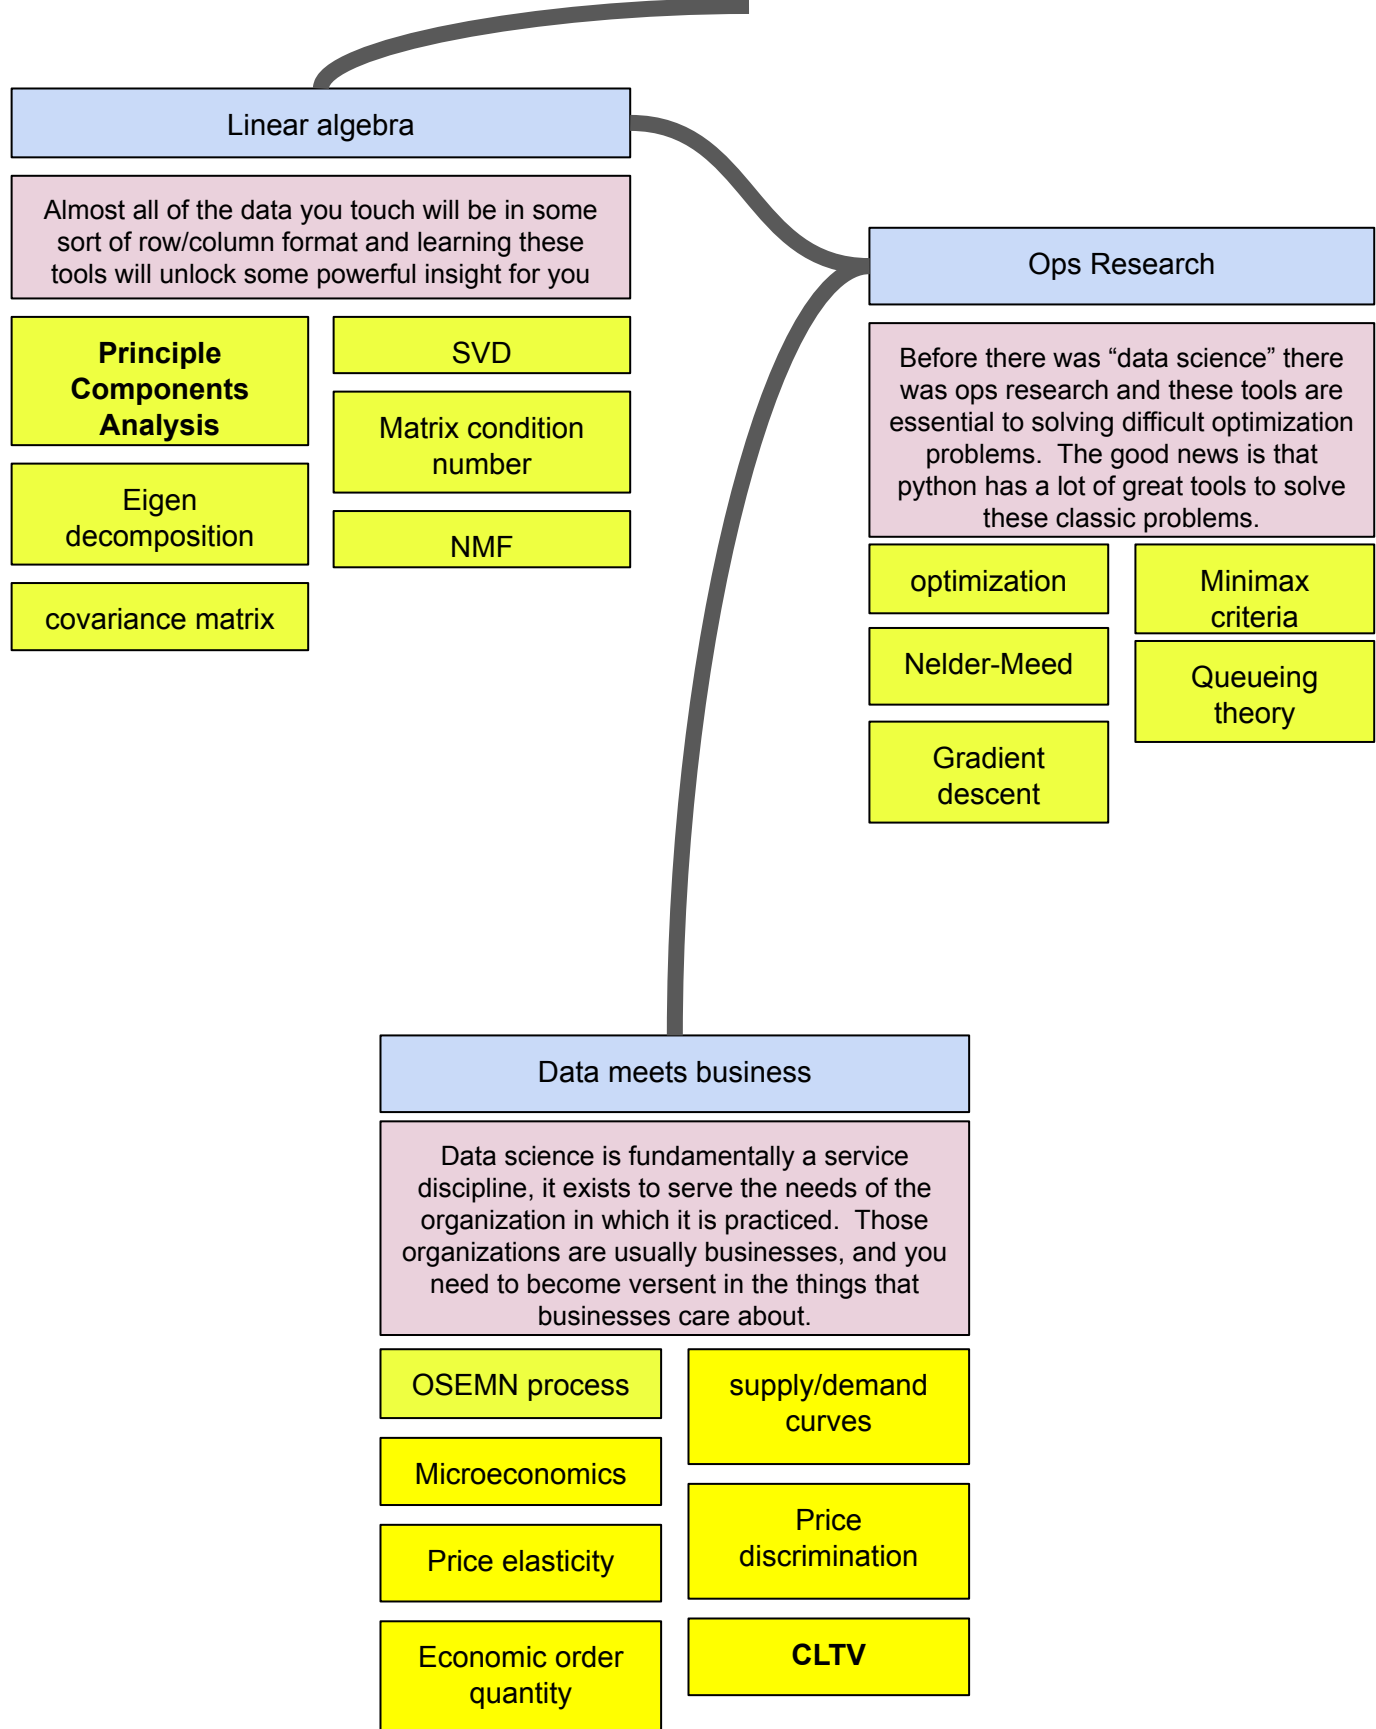 Linear algebra
Almost all of the data you touch will be in some
sort of row/column format and learning these
tools will unlock some powerful insight for you
Principle
Components
Analysis
Eigen
decomposition
covariance matrix
SVD
Matrix condition
number
NMF
Ops Research
Before there was “data science” there
was ops research and these tools are
essential to solving difficult optimization
problems.  The good news is that
python has a lot of great tools to solve
these classic problems.
optimization
Nelder-Meed
Gradient
descent
Minimax
criteria
Queueing
theory
Data meets business
Data science is fundamentally a service
discipline, it exists to serve the needs of the
organization in which it is practiced.  Those
organizations are usually businesses, and you
need to become versent in the things that
businesses care about.
OSEMN process
Microeconomics
Price elasticity
Economic order
quantity
supply/demand
curves
Price
discrimination
CLTV